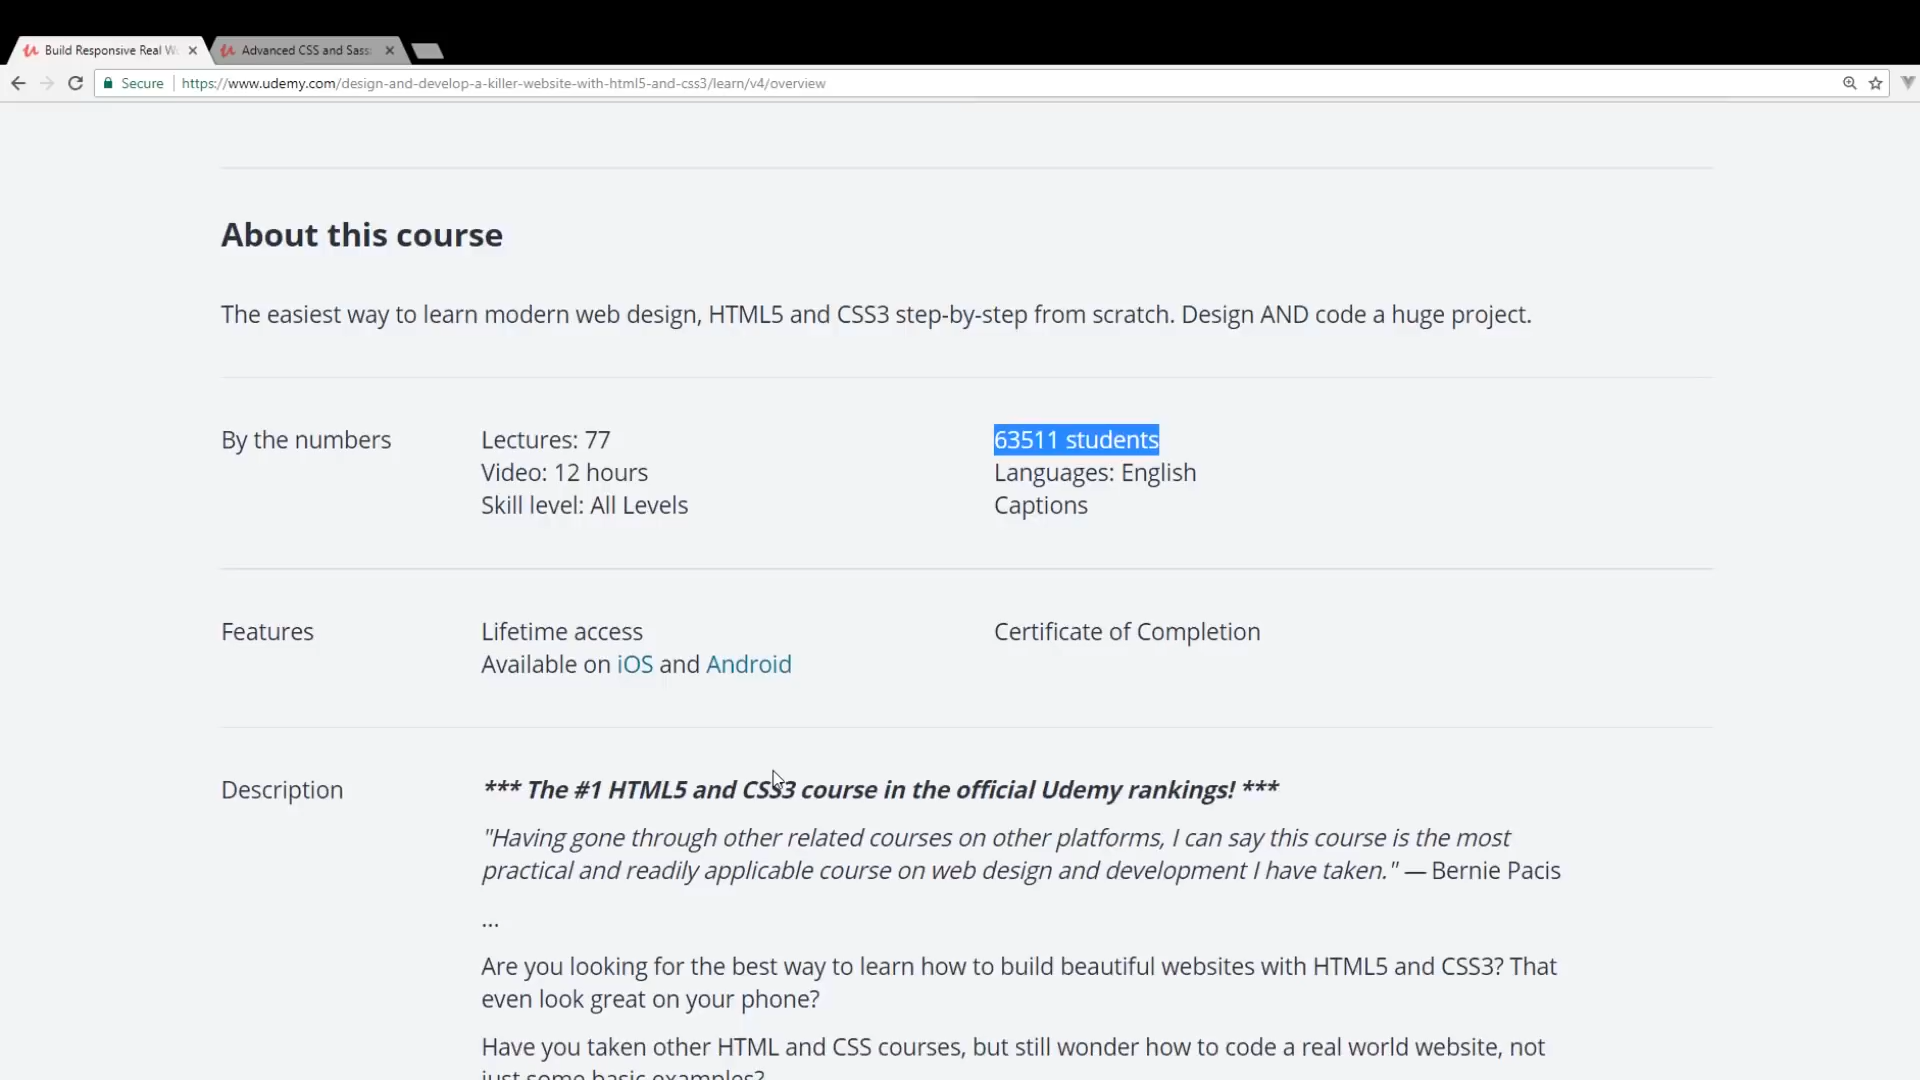 Build Responsive Real W
Advanced CSS and Sass:
Secure
https://www.udemy.com/design-and-develop-a-killer-website-with-html5-and-css3/learn/v4/overview
About this course
The easiest way to learn modern web design, HTML5 and CSS3 step-by-step from scratch. Design AND code a huge project.
By the numbers
Lectures: 77
Video: 12 hours
Skill level: All Levels
63511 students
Languages: English
Captions
Features
Lifetime access
Available on iOS and Android
Certificate of Completion
Description
*** The #1 HTML5 and CSS3 course in the official Udemy rankings! ***
"Having gone through other related courses on other platforms, I can say this course is the most
practical and readily applicable course on web design and development I have taken." — Bernie Pacis
...
Are you looking for the best way to learn how to build beautiful websites with HTML5 and CSS3? That
even look great on your phone?
Have you taken other HTML and CSS courses, but still wonder how to code a real world website, not
just some basic examples?